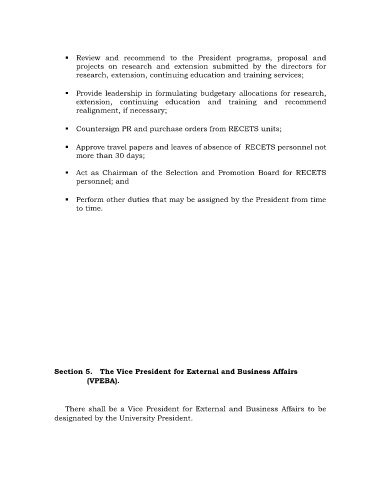 ▪ Review and recommend to the President programs, proposal and
projects on research and extension submitted by the directors for
research, extension, continuing education and training services;
▪ Provide leadership in formulating budgetary allocations for research,
extension, continuing education and training and recommend
realignment, if necessary;
▪ Countersign PR and purchase orders from RECETS units;
▪ Approve travel papers and leaves of absence of RECETS personnel not
more than 30 days;
▪ Act as Chairman of the Selection and Promotion Board for RECETS
personnel; and
▪ Perform other duties that may be assigned by the President from time
to time.
Section 5. The Vice President for External and Business Affairs
(VPEBA).
There shall be a Vice President for External and Business Affairs to be
designated by the University President.